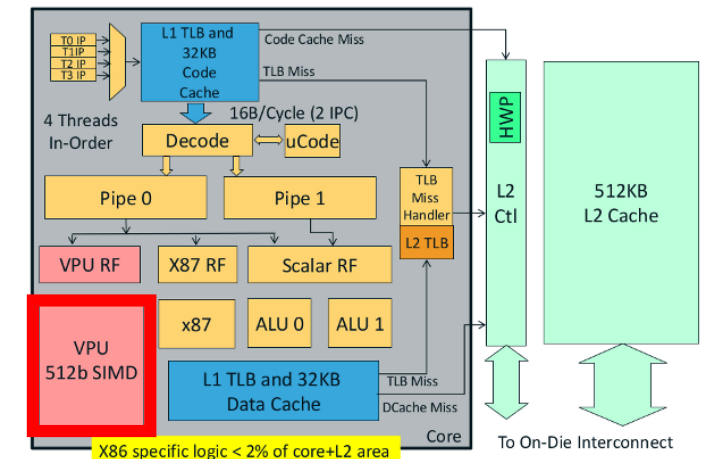 T0 IP
T1IP
T2 IP
T3 IP
L1 TLB and
32KB
Code
Cache
Code Cache Miss
TLB Miss
4 Threads
In-Order
16B/Cycle (2 IPC)
Decode
uCode
Pipe 0
Pipe 1
TLB
Miss
Handler
L2 TLB
HWP
L2
Ctl
512KB
L2 Cache
VPU RF
X87 RF
Scalar RF
VPU
512b SIMD
x87
ALU 0
ALU 1
L1 TLB and 32KB
Data Cache
TLB Miss
DCache Miss
Core
X86 specific logic < 2% of core+L2 area
To On-Die Interconnect